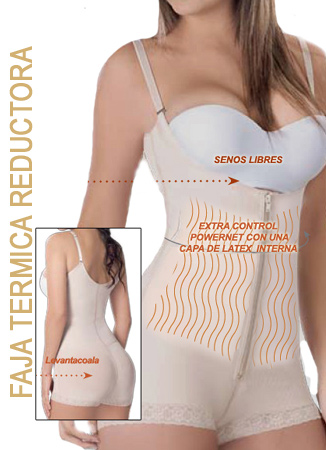 FAJA TERMICA REDUCTORA
SENOS LIBRES
EXTRA CONTROL
POWERNET CON UNA
CAPA DE LATEX INTERNA
Levantacoala